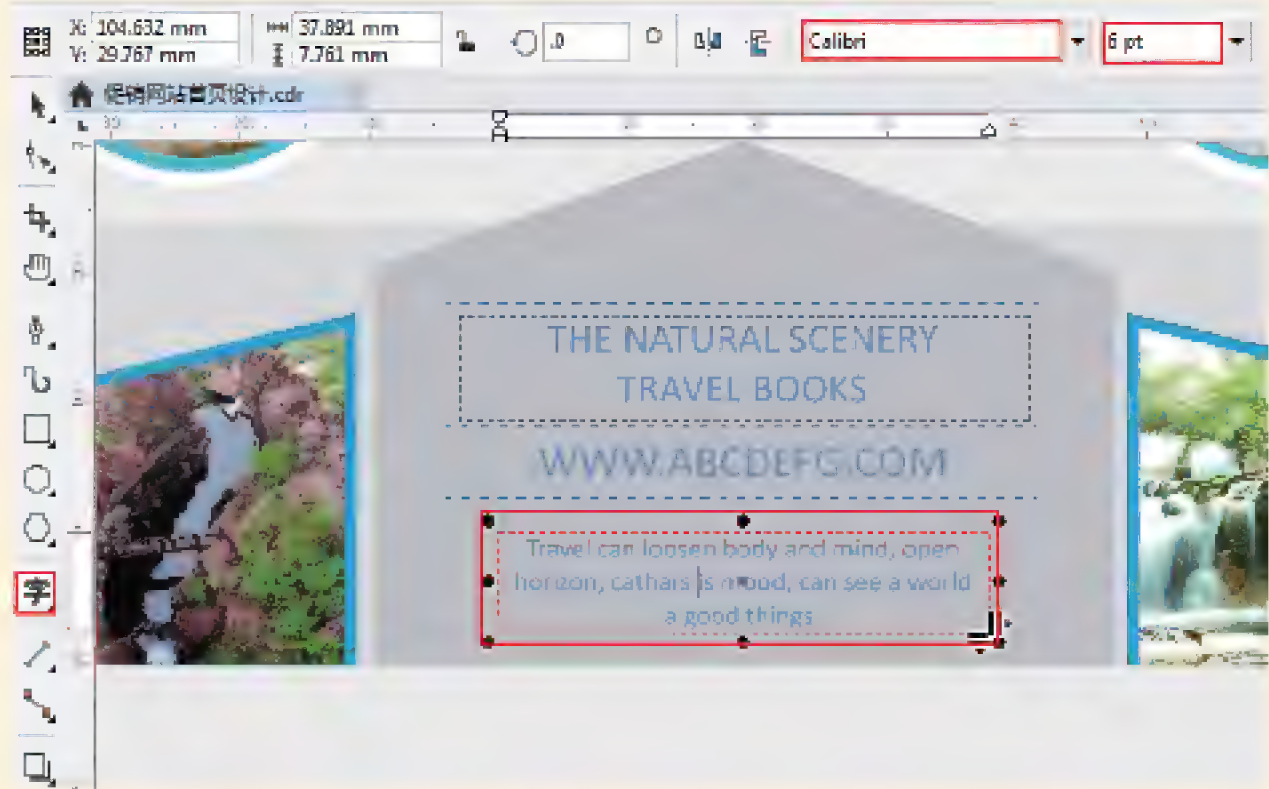 X: 104.632 mm
Y: 29.767 mm
37.891 mm
7.761 mm
.0
Calibri
6 pt
促销网站首页设计.cdr
字
THE NATURAL SCENERY
TRAVEL BOOKS
WWW.ABCDEFG.COM
Travel can loosen body and mind, open
horizon, cathars is mood, can see a world
a good things